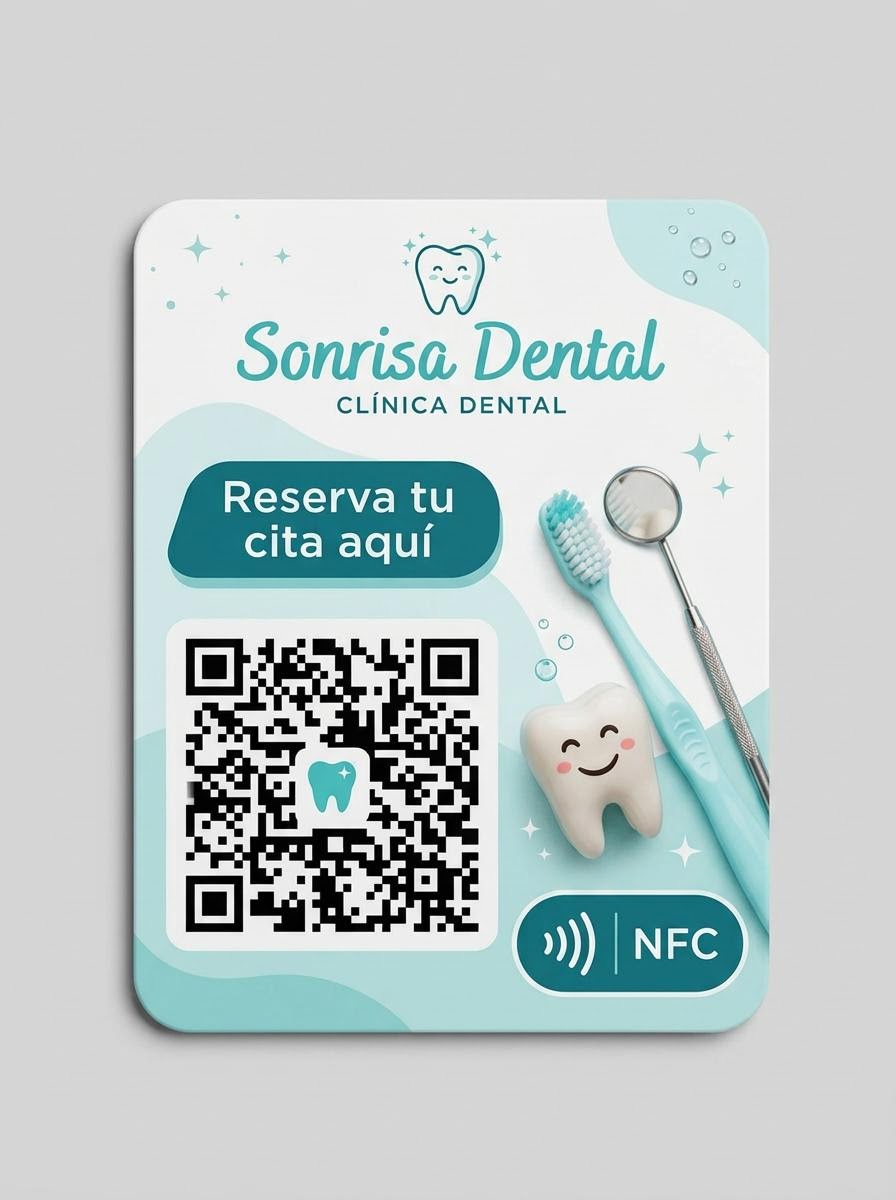 Sonrisa Dental
CLÍNICA DENTAL
Reserva tu
cita aquí
NFC